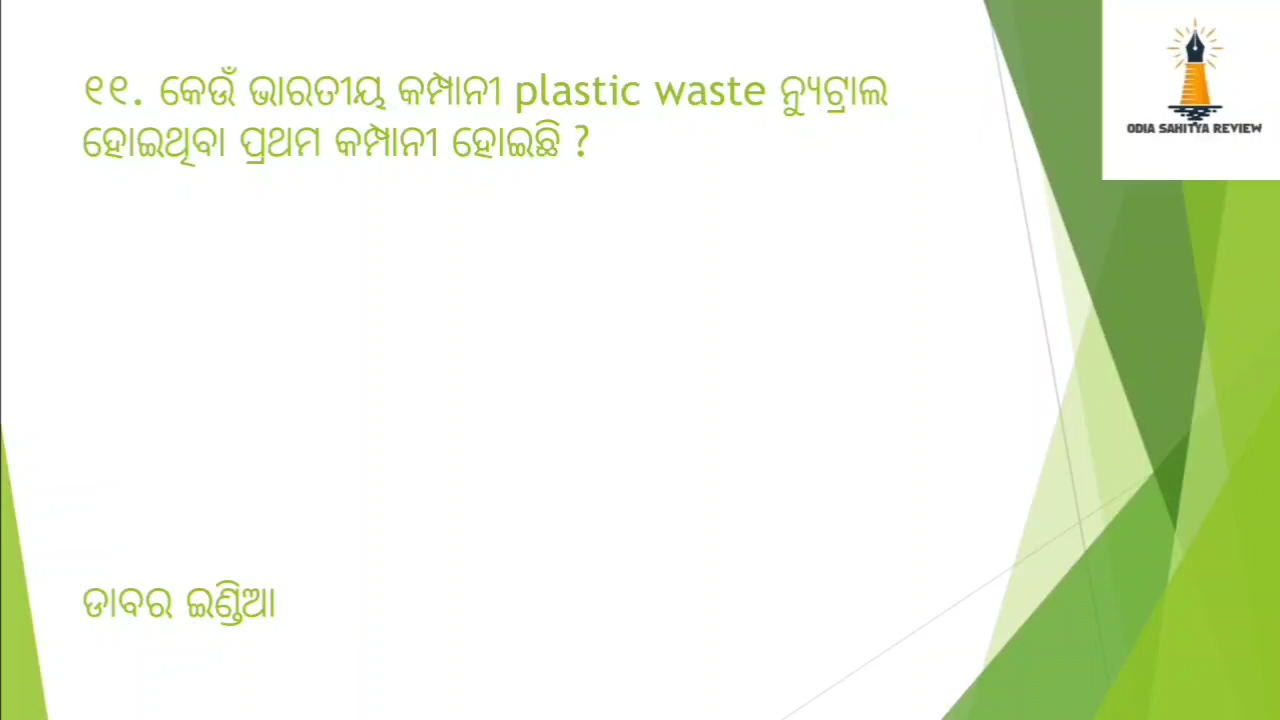 ୧୧. କେଉଁ ଭାରତୀୟ କମ୍ପାନୀ plastic waste ନ୍ୟୁଟ୍ରାଲ
ହୋଇଥିବା ପ୍ରଥମ କମ୍ପାନୀ ହୋଇଛି ?
ଡାବର ଇଣ୍ଡିଆ
ODIA SAHITYA REVIEW